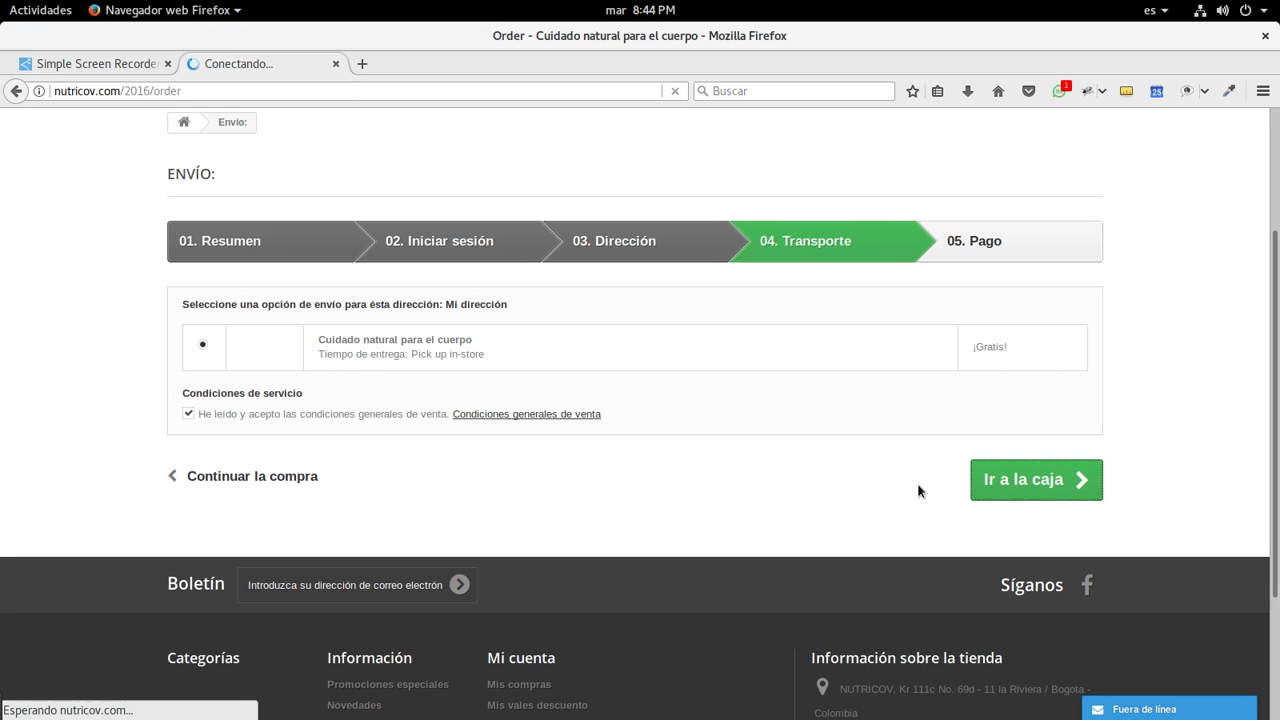 Actividades Navegador web Firefox mar 8:44 PM es
Order - Cuidado natural para el cuerpo - Mozilla Firefox
Simple Screen Recorde Conectando...
nutricov.com/2016/order Buscar 1 25
Envío:
ENVÍO:
01. Resumen 02. Iniciar sesión 03. Dirección 04. Transporte 05. Pago
Seleccione una opción de envío para ésta dirección: Mi dirección
Cuidado natural para el cuerpo
Tiempo de entrega: Pick up in-store
¡Gratis!
Condiciones de servicio
He leído y acepto las condiciones generales de venta. Condiciones generales de venta
Continuar la compra
Ir a la caja
Boletín Introduzca su dirección de correo electrón Síganos
Categorías Información Mi cuenta Información sobre la tienda
Promociones especiales Mis compras NUTRICOV, Kr 111c No. 69d - 11 la Riviera / Bogota -
Novedades Mis vales descuento Colombia
Esperando nutricov.com... Fuera de línea